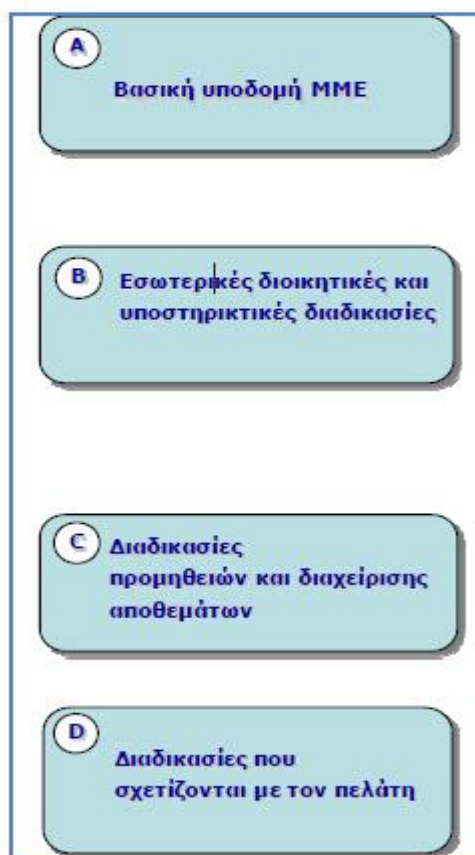 A
Βασική υποδομή ΜΜΕ
B
Εσωτερικές διοικητικές και
υποστηρικτικές διαδικασίες
C
Διαδικασίες
προμηθειών και διαχείρισης
αποθεμάτων
D
Διαδικασίες που
σχετίζονται με τον πελάτη